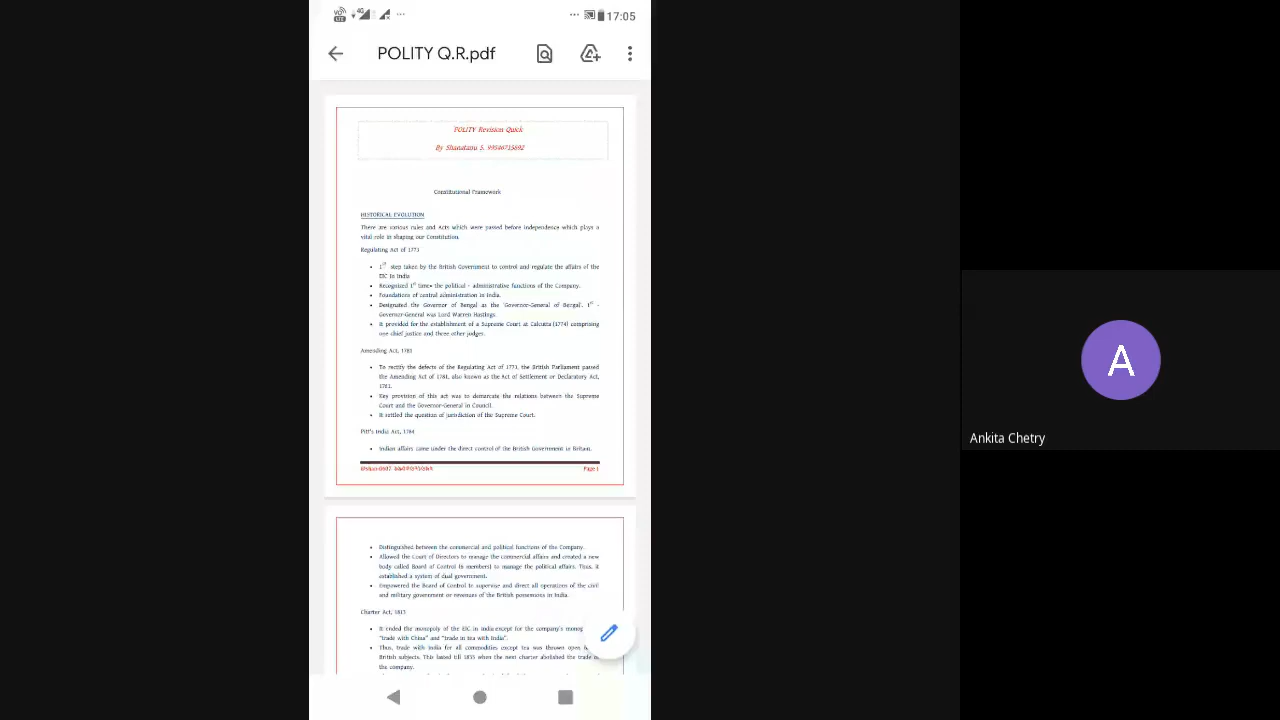 17:05
POLITY Q.R.pdf
POLITY Revision Quick
By Shanatanu S.
Constitutional Framework
HISTORICAL EVOLUTION
There are various rules and Acts which were passed before independence which plays a
vital role in shaping our Constitution.
Regulating Act of 1773
• 1st step taken by the British Government to control and regulate the affairs of the
EIC in India
• Recognized 1st time the political - administrative functions of the Company.
• Foundations of central administration in India.
• Designated the Governor of Bengal as the 'Governor-General of Bengal'. 1st -
Governor-General was Lord Warren Hastings.
• It provided for the establishment of a Supreme Court at Calcutta (1774) comprising
one chief justice and three other judges.
Amending Act, 1781
• To rectify the defects of the Regulating Act of 1773, the British Parliament passed
the Amending Act of 1781, also known as the Act of Settlement or Declaratory Act,
1781.
• Key provision of this act was to demarcate the relations between the Supreme
Court and the Governor-General in Council.
• It settled the question of jurisdiction of the Supreme Court.
Pitt's India Act, 1784
• Indian affairs came under the direct control of the British Government in Britain.
Page 1
• Distinguished between the commercial and political functions of the Company.
• Allowed the Court of Directors to manage the commercial affairs and created a new
body called Board of Control (6 members) to manage the political affairs. Thus, it
established a system of dual government.
• Empowered the Board of Control to supervise and direct all operations of the civil
and military government or revenues of the British possessions in India.
Charter Act, 1813
• It ended the monopoly of the EIC in India except for the company's
"trade with China" and "trade in tea with India".
• Thus, trade with India for all commodities except tea was thrown open
British subjects. This lasted till 1833 when the next charter abolished the trade of
the company.
A
Ankita Chetry